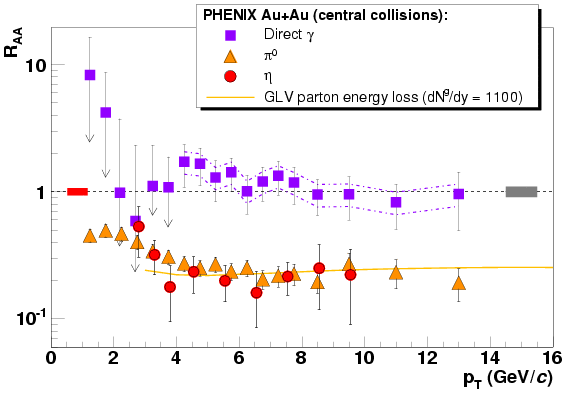 PHENIX Au+Au (central collisions):
Direct γ
π⁰
η
GLV parton energy loss (dNᵍ/dy = 1100)
R_AA
10
1
10⁻¹
0 2 4 6 8 10 12 14 16
p_T (GeV/c)